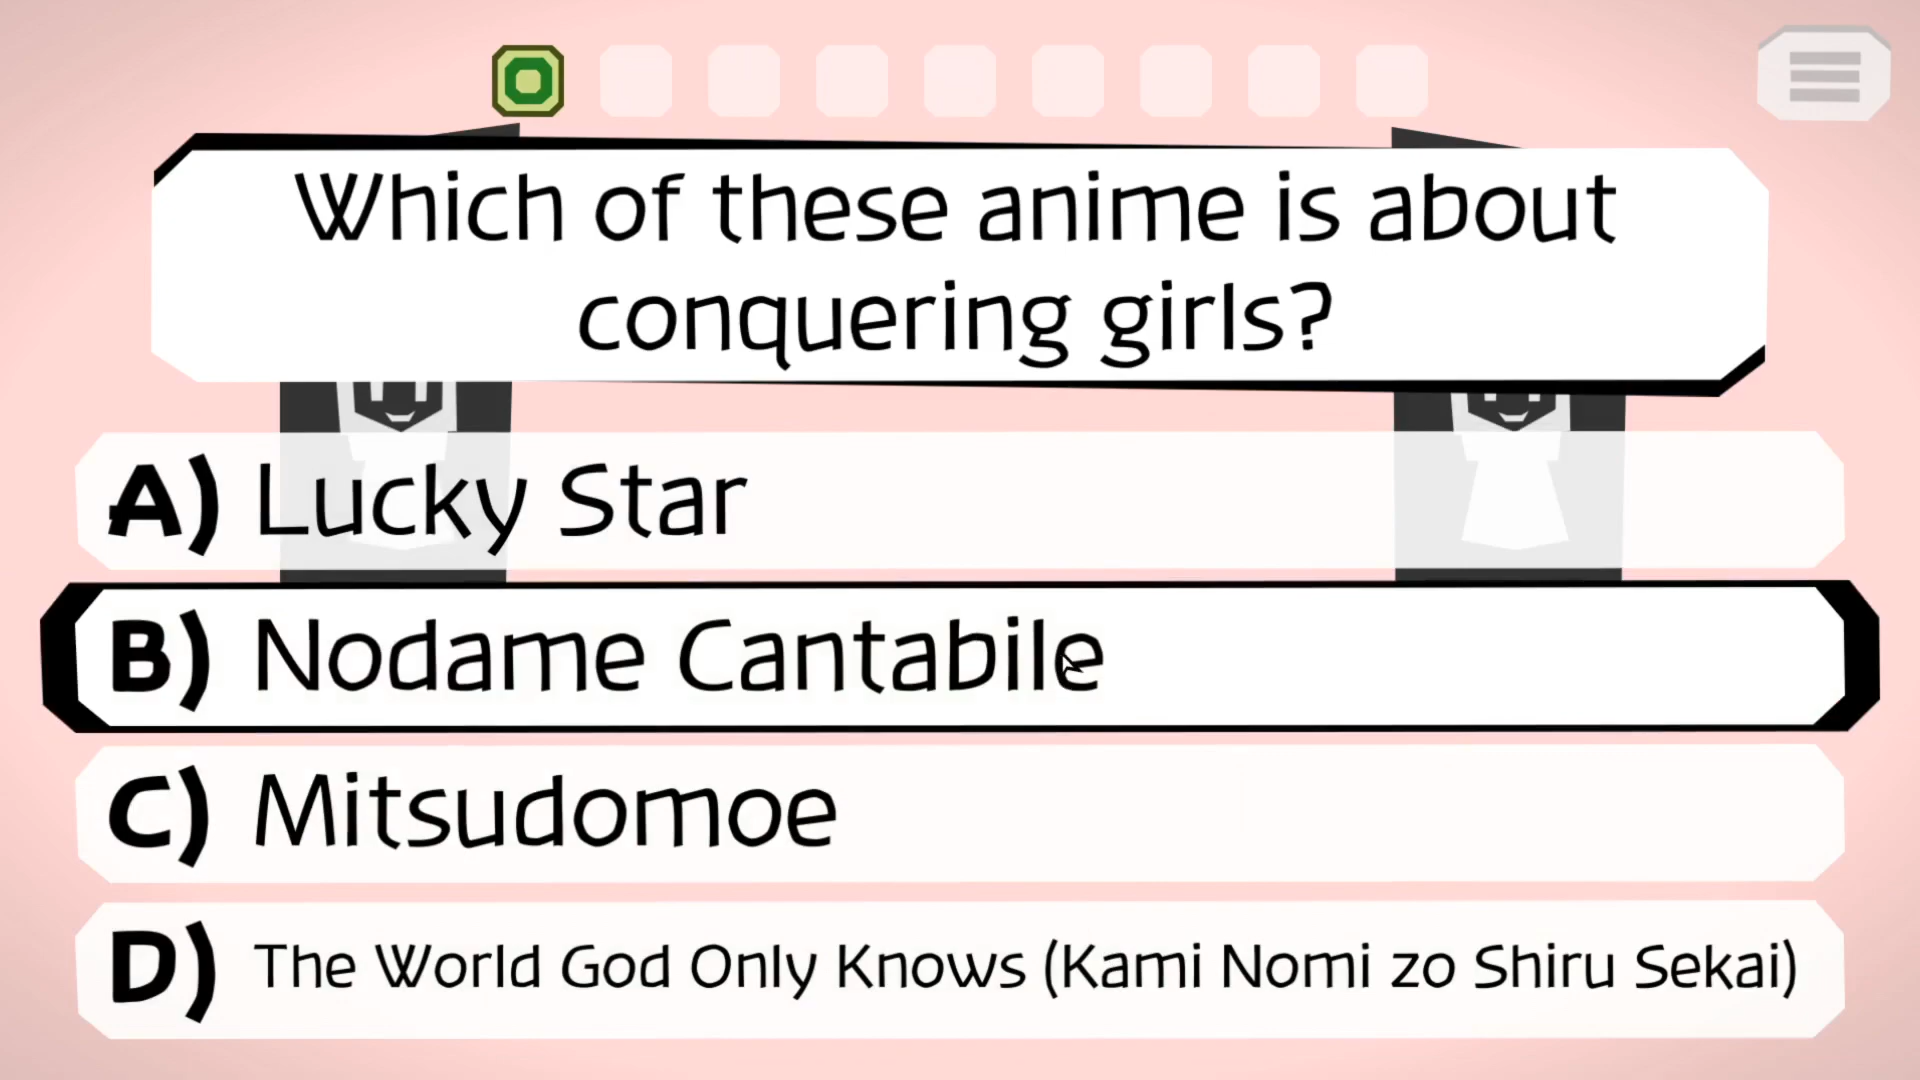 Which of these anime is about
conquering girls?
A) Lucky Star
B) Nodame Cantabile
C) Mitsudomoe
D) The World God Only Knows (Kami Nomi zo Shiru Sekai)